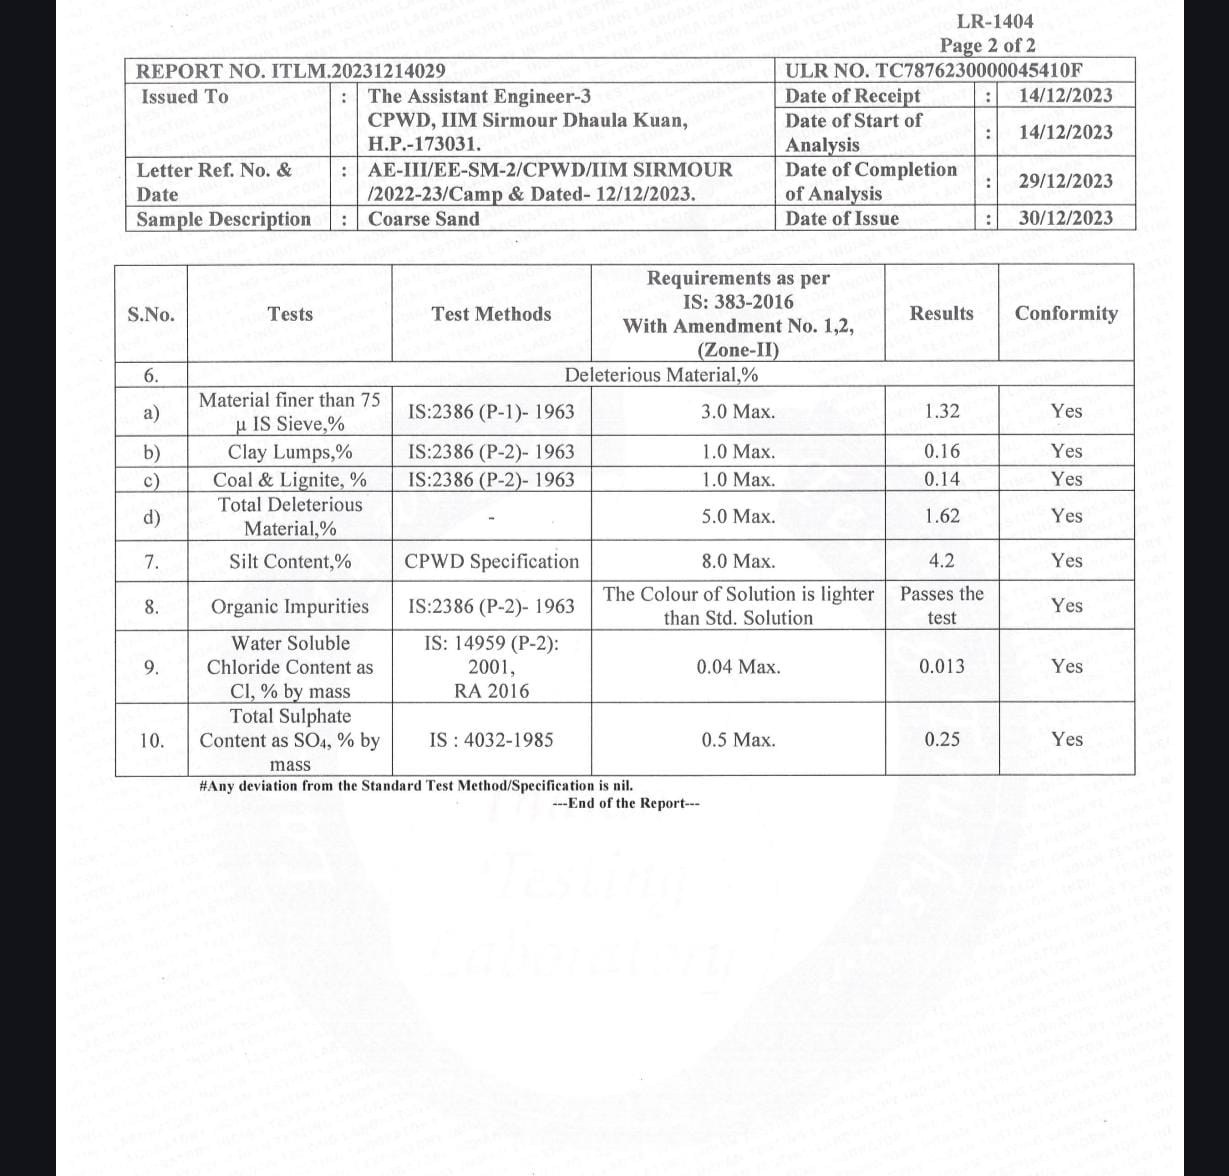 LR-1404
Page 2 of 2
REPORT NO. ITLM.20231214029 ULR NO. TC7876230000045410F
Issued To : The Assistant Engineer-3
CPWD, IIM Sirmour Dhaula Kuan,
H.P.-173031.
Date of Receipt : 14/12/2023
Date of Start of
Analysis : 14/12/2023
Letter Ref. No. &
Date : AE-III/EE-SM-2/CPWD/IIM SIRMOUR
/2022-23/Camp & Dated- 12/12/2023.
Date of Completion
of Analysis : 29/12/2023
Sample Description : Coarse Sand
Date of Issue : 30/12/2023
S.No. Tests Test Methods Requirements as per
IS: 383-2016
With Amendment No. 1,2,
(Zone-II)
Results Conformity
6. Deleterious Material,%
a) Material finer than 75
µ IS Sieve,% IS:2386 (P-1)- 1963 3.0 Max. 1.32 Yes
b) Clay Lumps,% IS:2386 (P-2)- 1963 1.0 Max. 0.16 Yes
c) Coal & Lignite, % IS:2386 (P-2)- 1963 1.0 Max. 0.14 Yes
d) Total Deleterious
Material,% - 5.0 Max. 1.62 Yes
7. Silt Content,% CPWD Specification 8.0 Max. 4.2 Yes
8. Organic Impurities IS:2386 (P-2)- 1963 The Colour of Solution is lighter
than Std. Solution Passes the
test Yes
9. Water Soluble
Chloride Content as
Cl, % by mass IS: 14959 (P-2):
2001,
RA 2016 0.04 Max. 0.013 Yes
10. Total Sulphate
Content as SO₄, % by
mass IS : 4032-1985 0.5 Max. 0.25 Yes
#Any deviation from the Standard Test Method/Specification is nil.
---End of the Report---
Testing
Laboratory